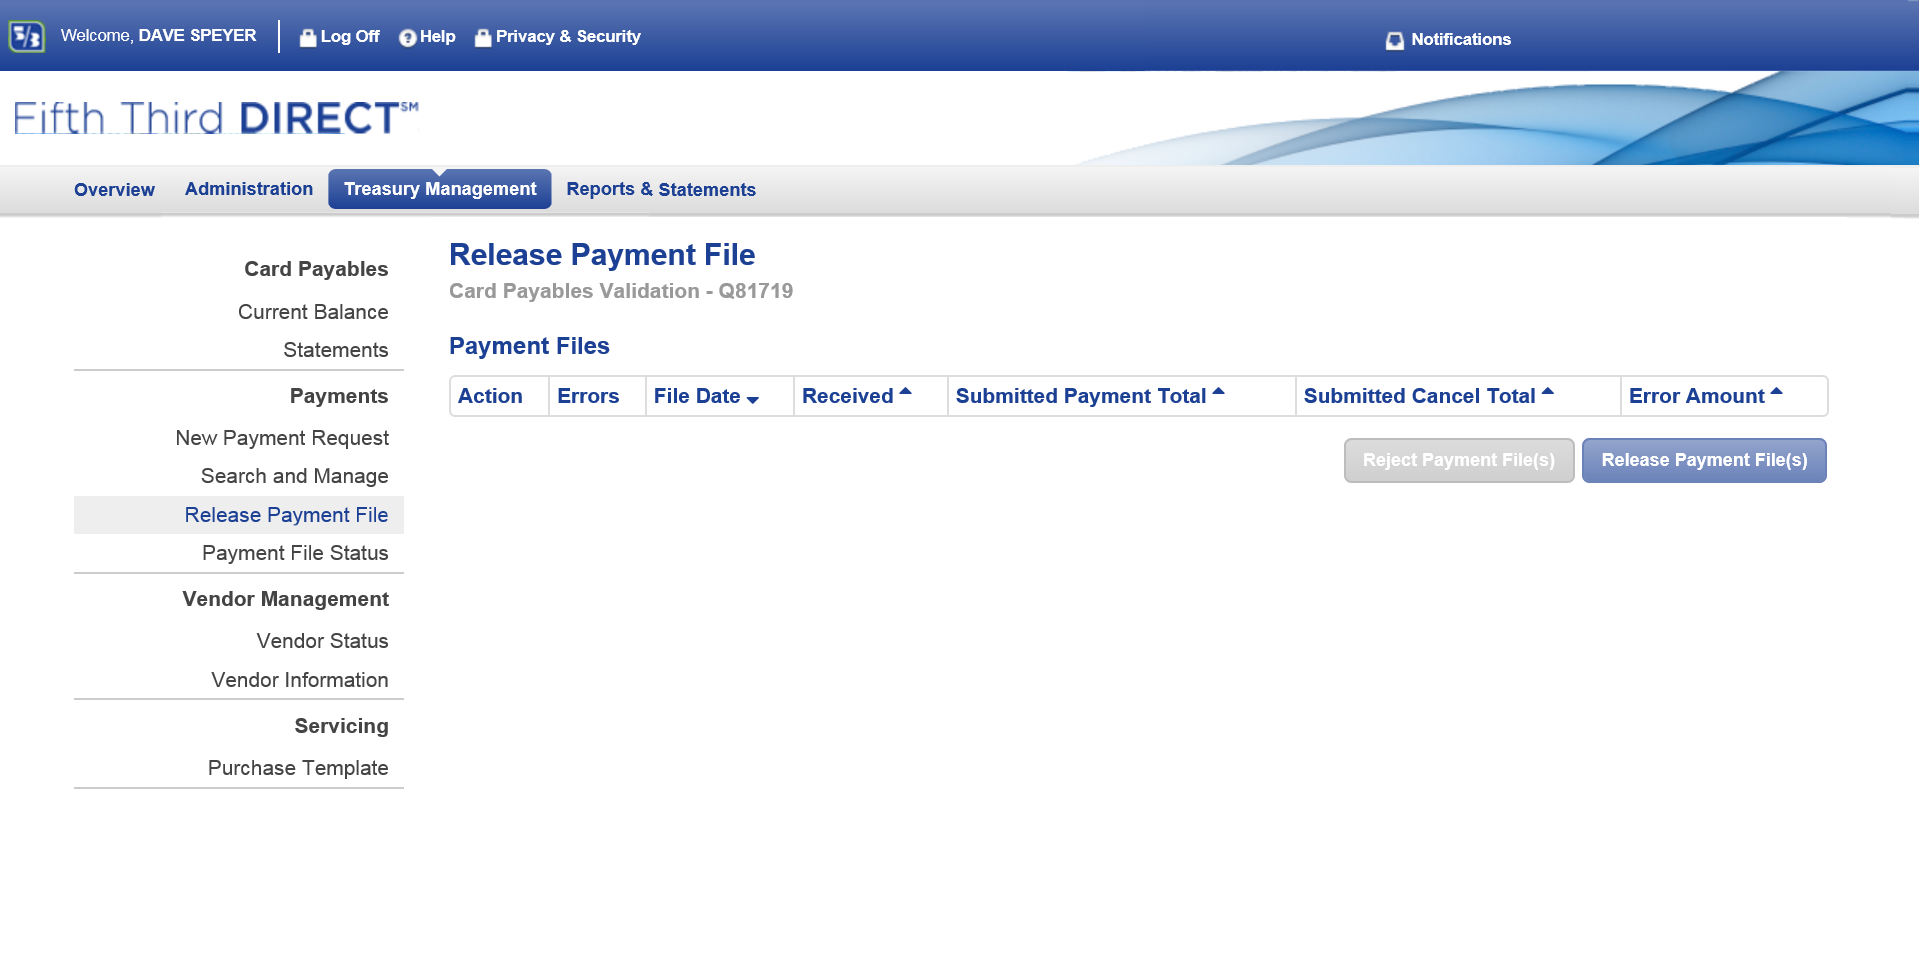 5/3 Welcome, DAVE SPEYER Log Off Help Privacy & Security Notifications
Fifth Third DIRECT℠
Overview Administration Treasury Management Reports & Statements
Card Payables
Current Balance
Statements
Payments
New Payment Request
Search and Manage
Release Payment File
Payment File Status
Vendor Management
Vendor Status
Vendor Information
Servicing
Purchase Template
Release Payment File
Card Payables Validation - Q81719
Payment Files
Action Errors File Date Received Submitted Payment Total Submitted Cancel Total Error Amount
Reject Payment File(s) Release Payment File(s)